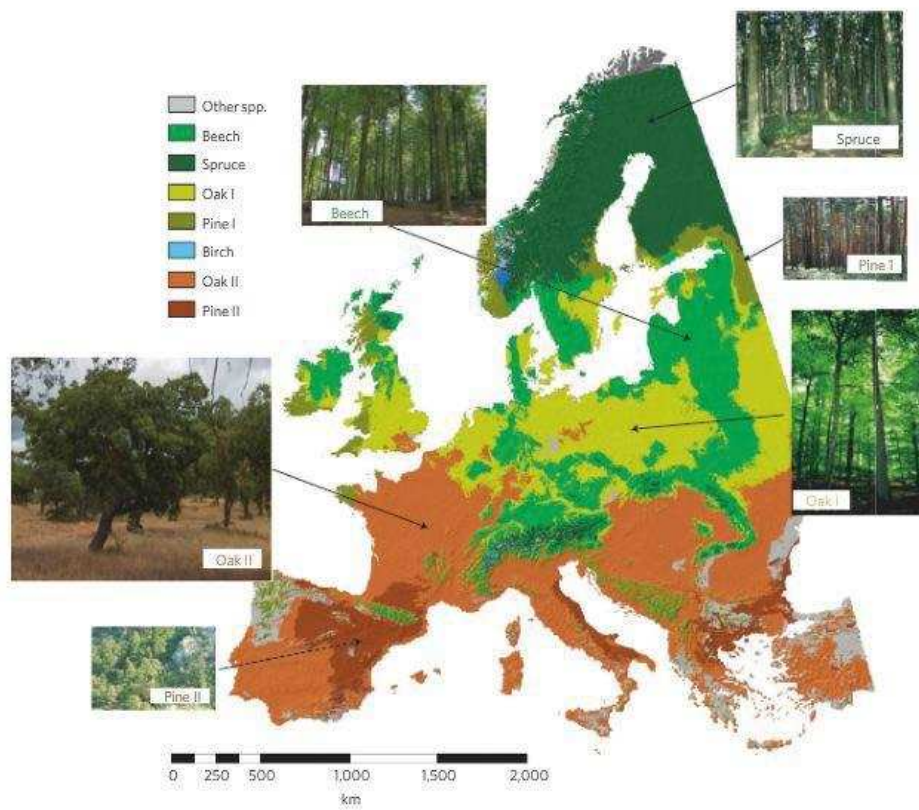 Other spp.
Beech
Spruce
Oak I
Pine I
Birch
Oak II
Pine II
Beech
Spruce
Pine 1
Oak I
Oak II
Pine II
0 250 500 1,000 1,500 2,000
km